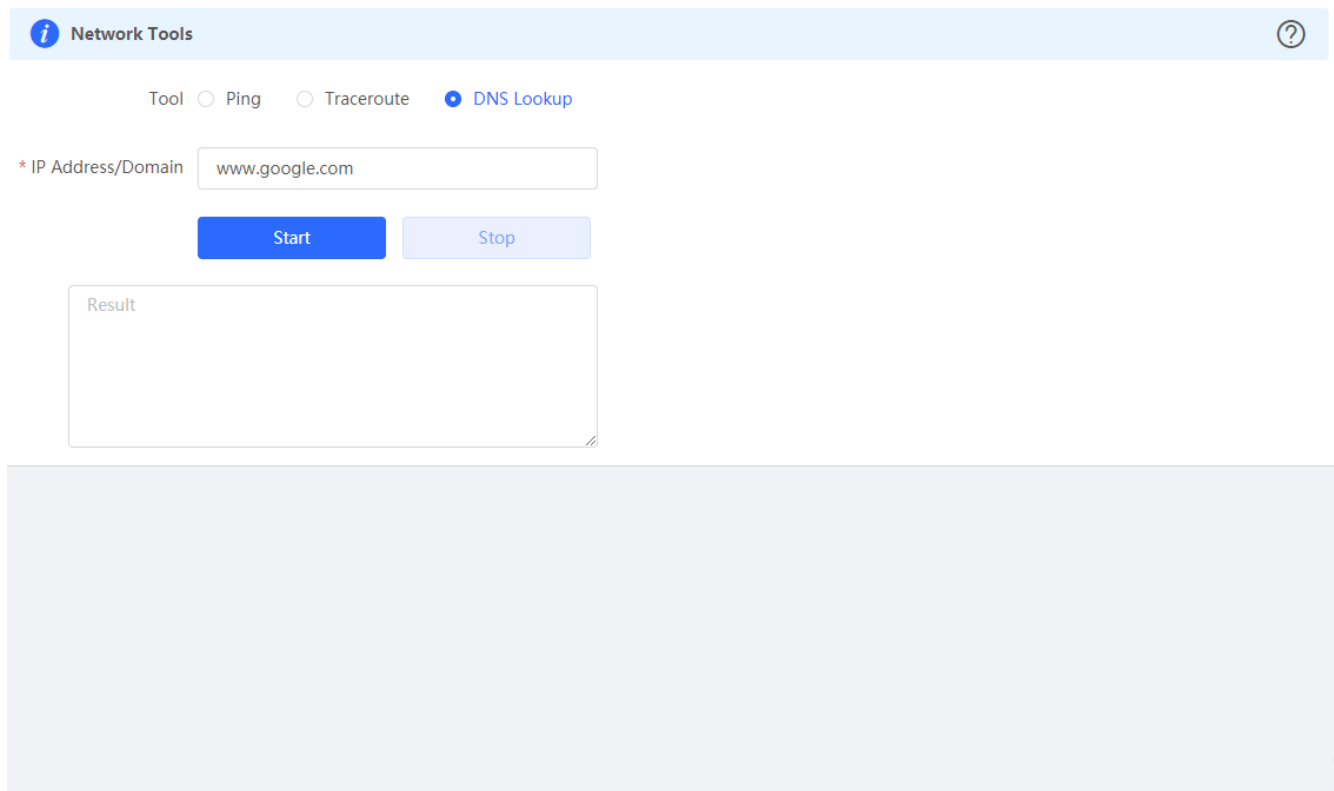 i Network Tools ?
Tool Ping Traceroute DNS Lookup
* IP Address/Domain www.google.com
Start Stop
Result